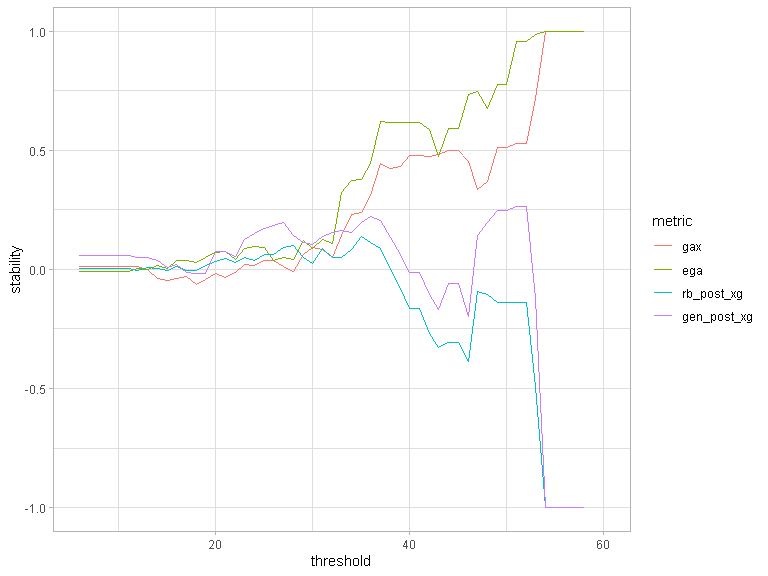 1.0
0.5
0.0
-0.5
-1.0
stability
20
40
60
threshold
metric
gax
ega
rb_post_xg
gen_post_xg